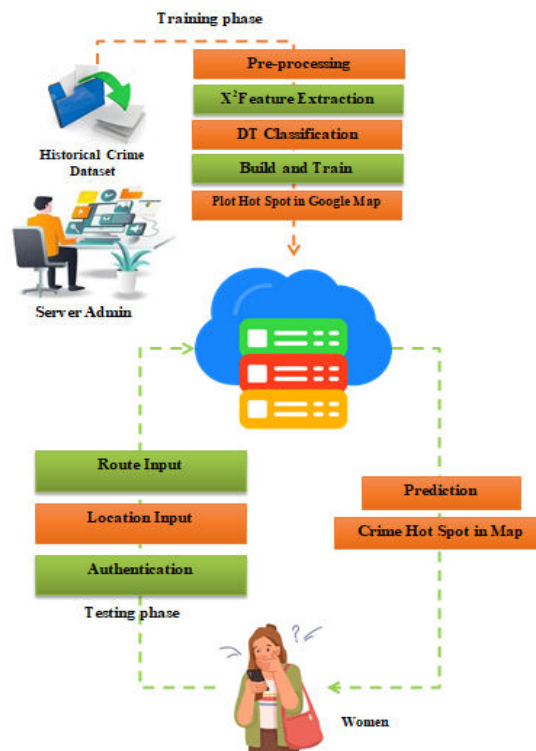 Training phase
Pre-processing
X²Feature Extraction
DT Classification
Build and Train
Plot Hot Spot in Google Map
Historical Crime
Dataset
Server Admin
Route Input
Location Input
Authentication
Testing phase
Prediction
Crime Hot Spot in Map
?
Women